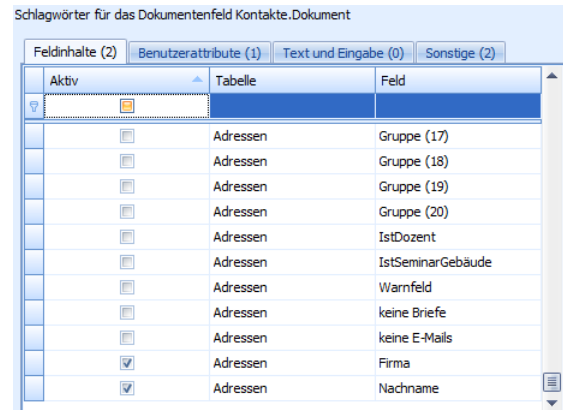 Schlagwörter für das Dokumentenfeld Kontakte.Dokument
Feldinhalte (2) Benutzerattribute (1) Text und Eingabe (0) Sonstige (2)
Aktiv Tabelle Feld
Adressen Gruppe (17)
Adressen Gruppe (18)
Adressen Gruppe (19)
Adressen Gruppe (20)
Adressen IstDozent
Adressen IstSeminarGebäude
Adressen Warnfeld
Adressen keine Briefe
Adressen keine E-Mails
Adressen Firma
Adressen Nachname